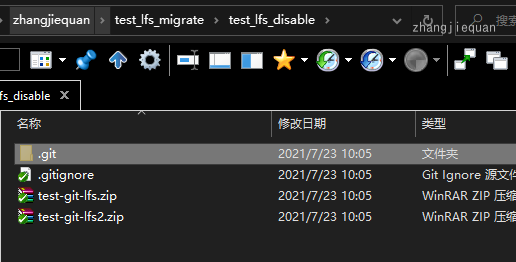 zhangjiequan › test_lfs_migrate › test_lfs_disable › 搜索
zhangjiequan
fs_disable X
名称 修改日期 类型
.git 2021/7/23 10:05 文件夹
.gitignore 2021/7/23 10:05 Git Ignore 源文
test-git-lfs.zip 2021/7/23 10:05 WinRAR ZIP 压缩
test-git-lfs2.zip 2021/7/23 10:05 WinRAR ZIP 压缩